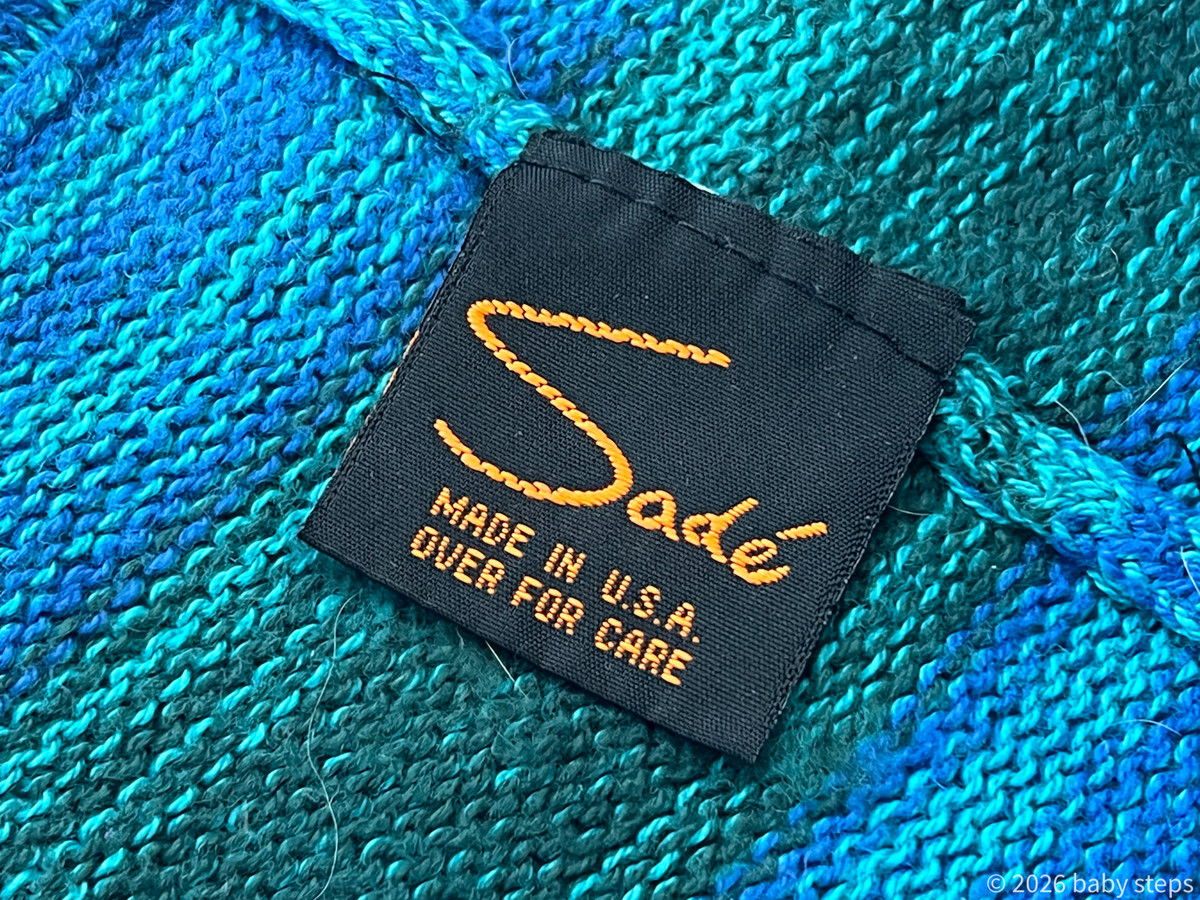 Sadé
MADE IN U.S.A.
OVER FOR CARE
© 2026 baby steps